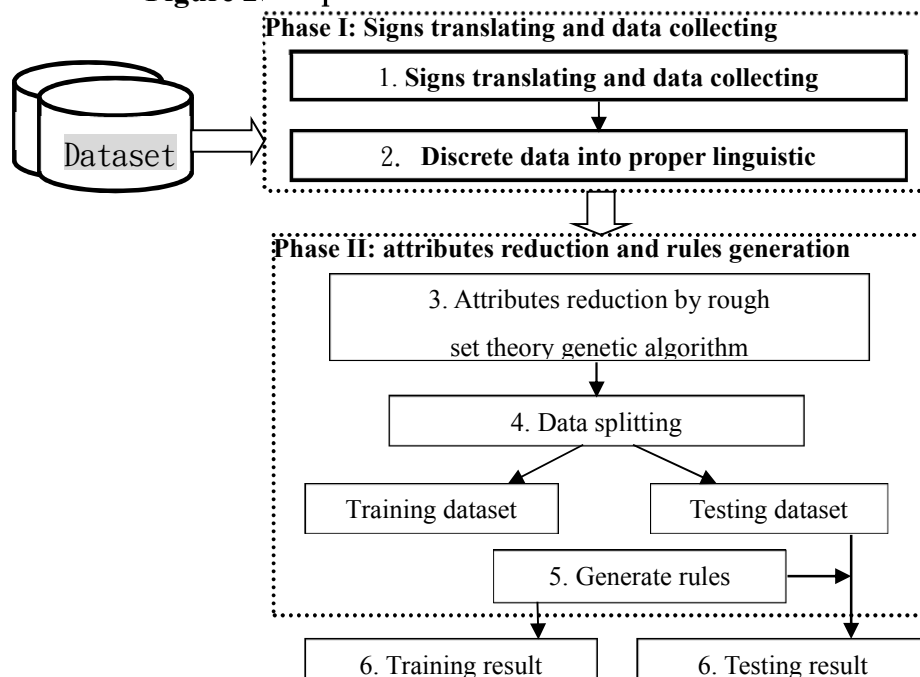 Phase I: Signs translating and data collecting
1. Signs translating and data collecting
Dataset
2. Discrete data into proper linguistic
Phase II: attributes reduction and rules generation
3. Attributes reduction by rough
set theory genetic algorithm
4. Data splitting
Training dataset
Testing dataset
5. Generate rules
6. Training result
6. Testing result